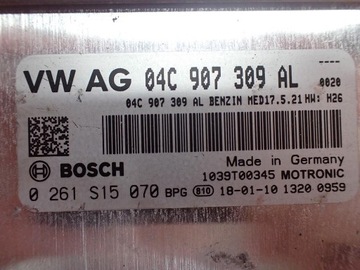 VW AG 04C 907 309 AL 0020
04C 907 309 AL BENZIN MED17.5.21 HW: H26
BOSCH
Made in Germany
1039T00345 MOTRONIC
0 261 S15 070 BPG 810 18-01-10 1320 0959